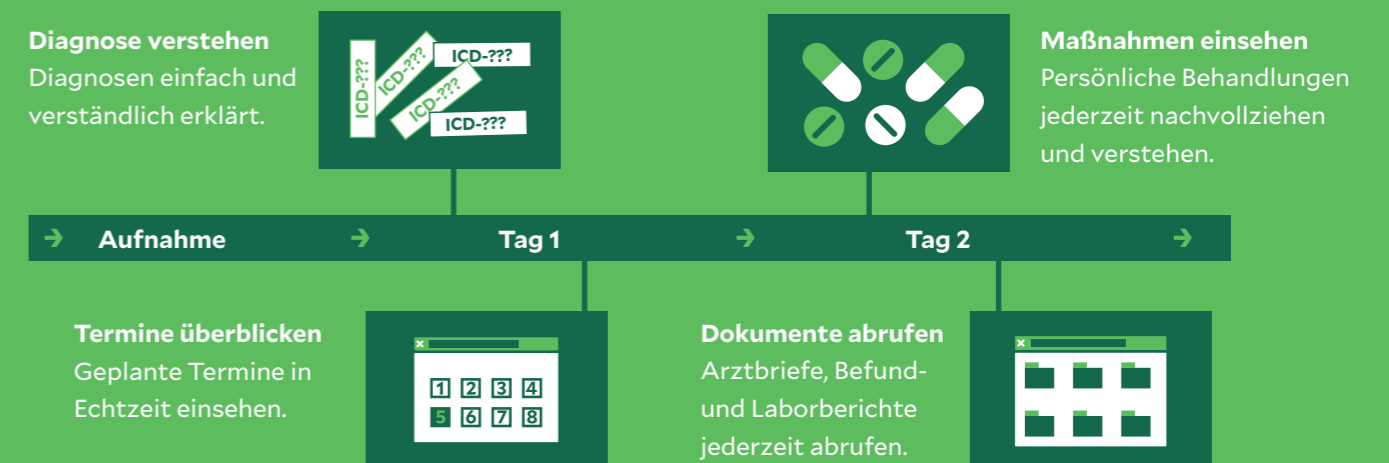 Diagnose verstehen
Diagnosen einfach und
verständlich erklärt.
ICD-???
ICD-???
ICD-???
ICD-???
ICD-???
Maßnahmen einsehen
Persönliche Behandlungen
jederzeit nachvollziehen
und verstehen.
→ Aufnahme → Tag 1 → Tag 2 →
Termine überblicken
Geplante Termine in
Echtzeit einsehen.
1 2 3 4
5 6 7 8
Dokumente abrufen
Arztbriefe, Befund-
und Laborberichte
jederzeit abrufen.